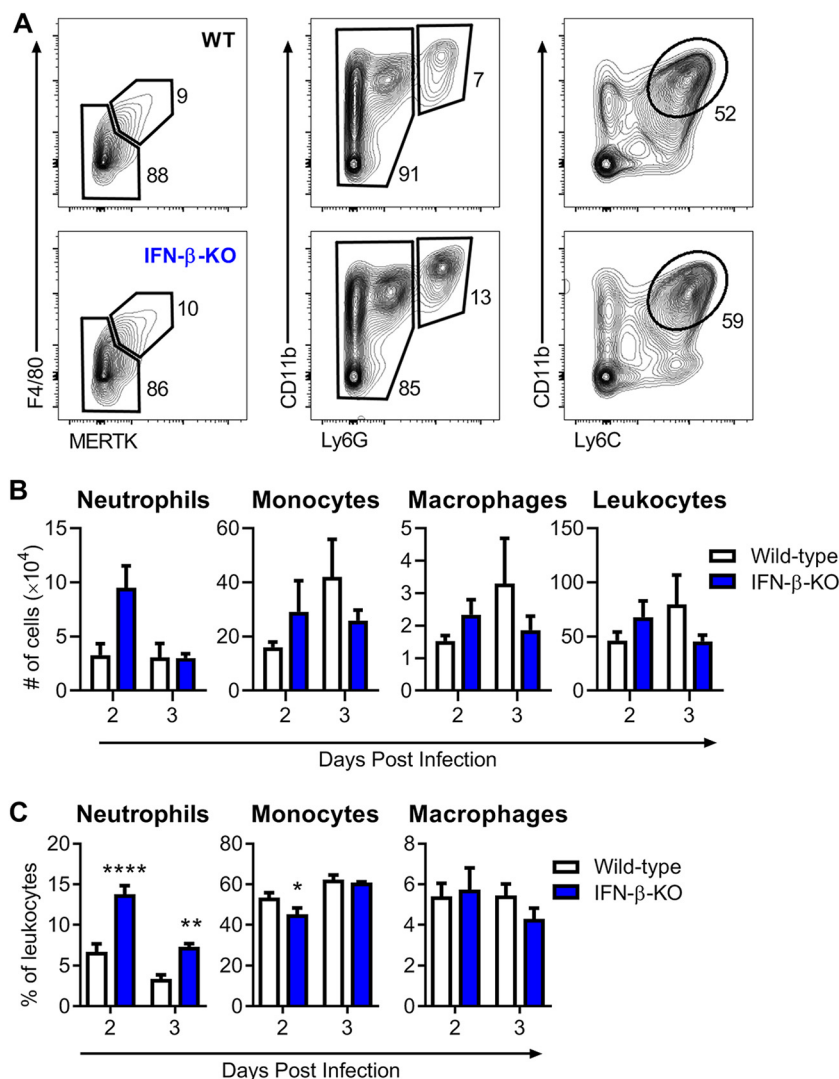 A
WT
9
88
7
91
52
IFN-β-KO
10
86
13
85
59
F4/80
CD11b
CD11b
MERTK
Ly6G
Ly6C
B
Neutrophils
Monocytes
Macrophages
Leukocytes
# of cells (×10⁴)
15
10
5
0
60
40
20
0
5
4
3
2
1
0
150
100
50
0
2 3
2 3
2 3
2 3
Wild-type
IFN-β-KO
Days Post Infection
C
Neutrophils
Monocytes
Macrophages
% of leukocytes
20
15
10
5
0
****
**
80
60
40
20
0
*
8
6
4
2
0
2 3
2 3
2 3
Wild-type
IFN-β-KO
Days Post Infection